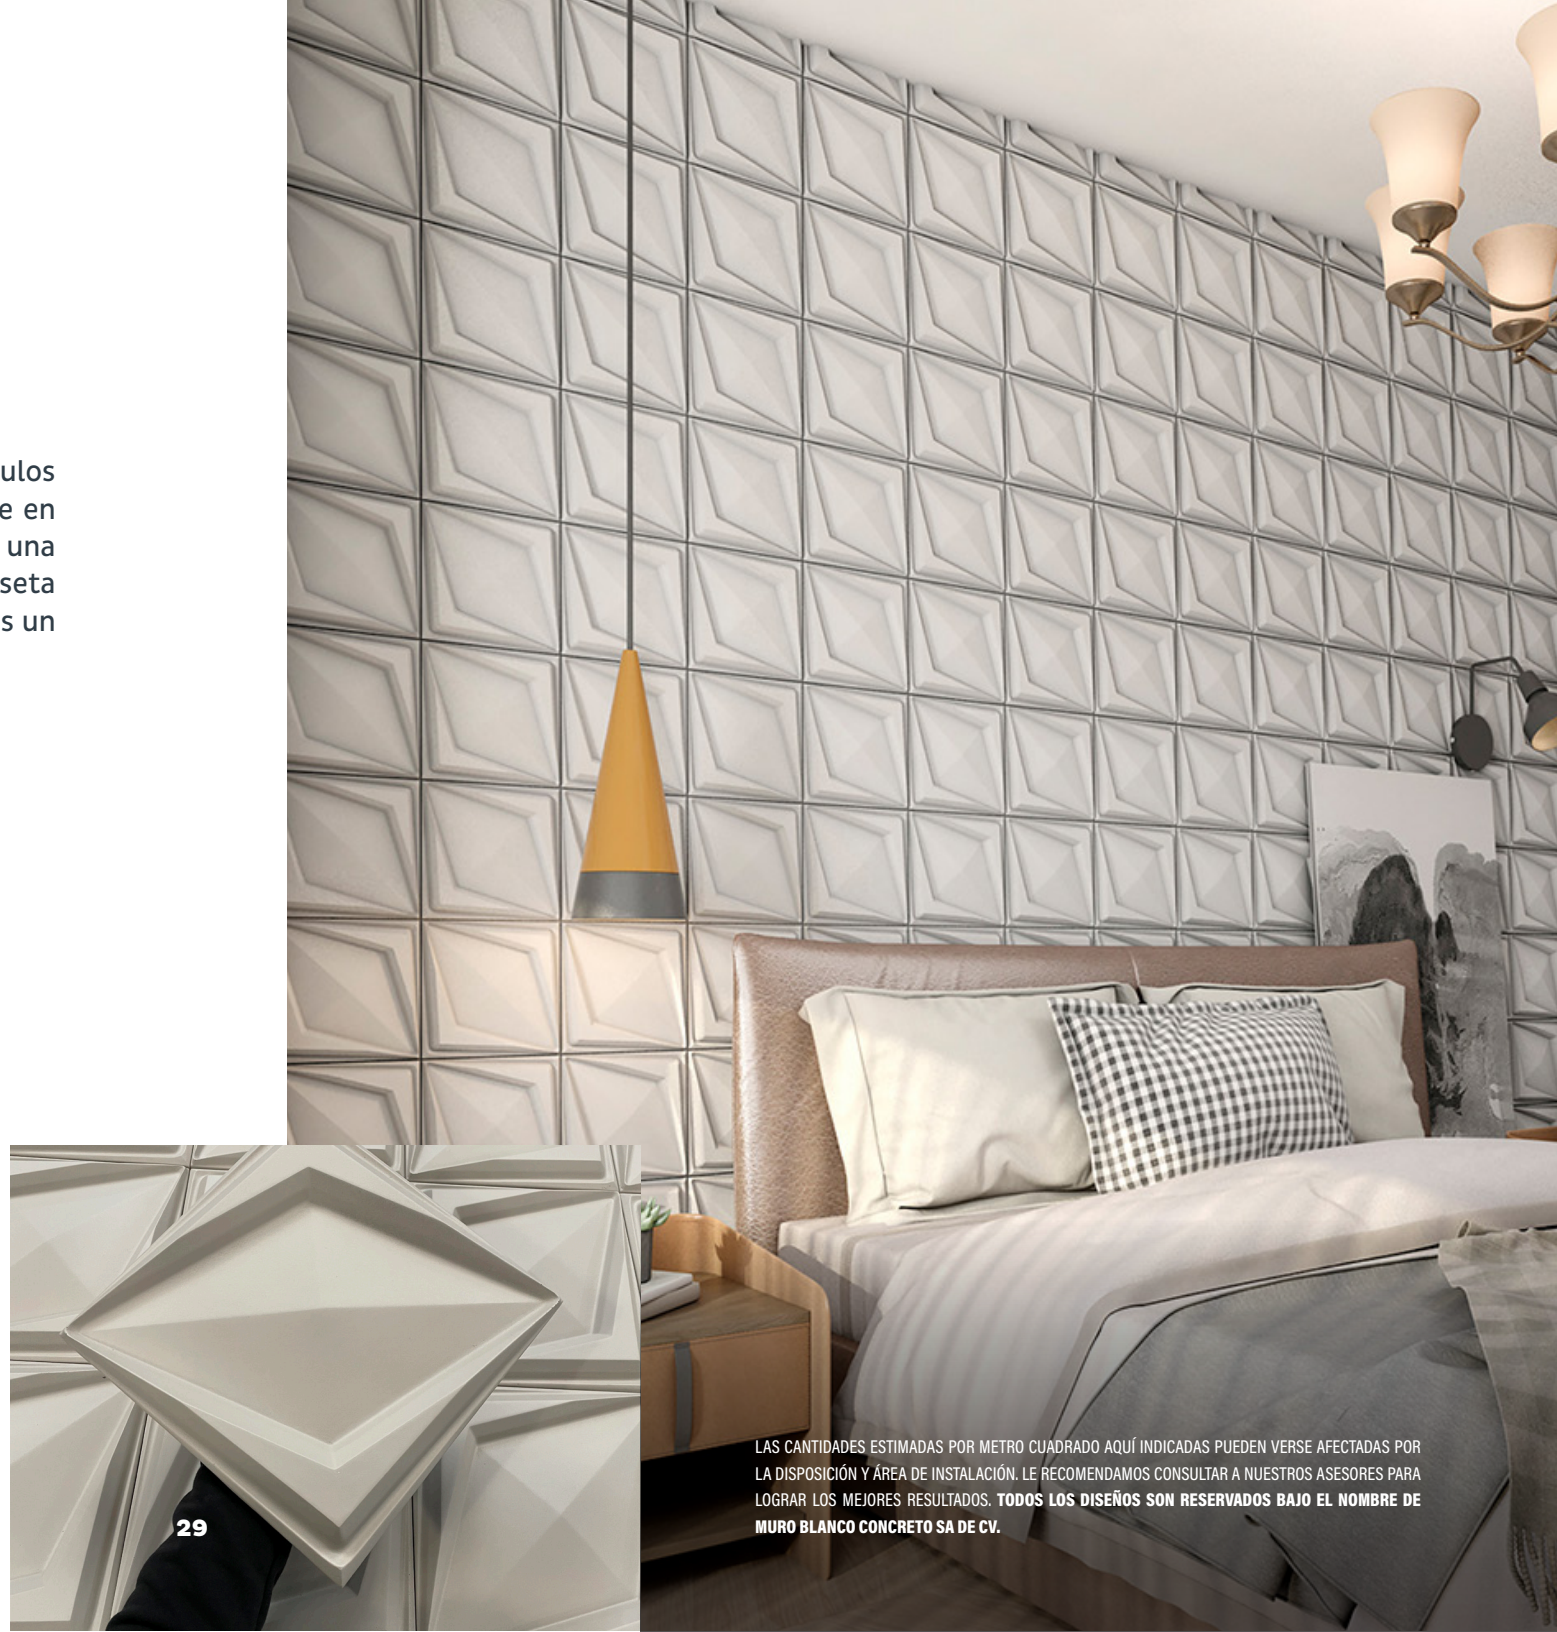 ulos
e en
una
seta
s un
LAS CANTIDADES ESTIMADAS POR METRO CUADRADO AQUÍ INDICADAS PUEDEN VERSE AFECTADAS POR
LA DISPOSICIÓN Y ÁREA DE INSTALACIÓN. LE RECOMENDAMOS CONSULTAR A NUESTROS ASESORES PARA
LOGRAR LOS MEJORES RESULTADOS. TODOS LOS DISEÑOS SON RESERVADOS BAJO EL NOMBRE DE
MURO BLANCO CONCRETO SA DE CV.
29